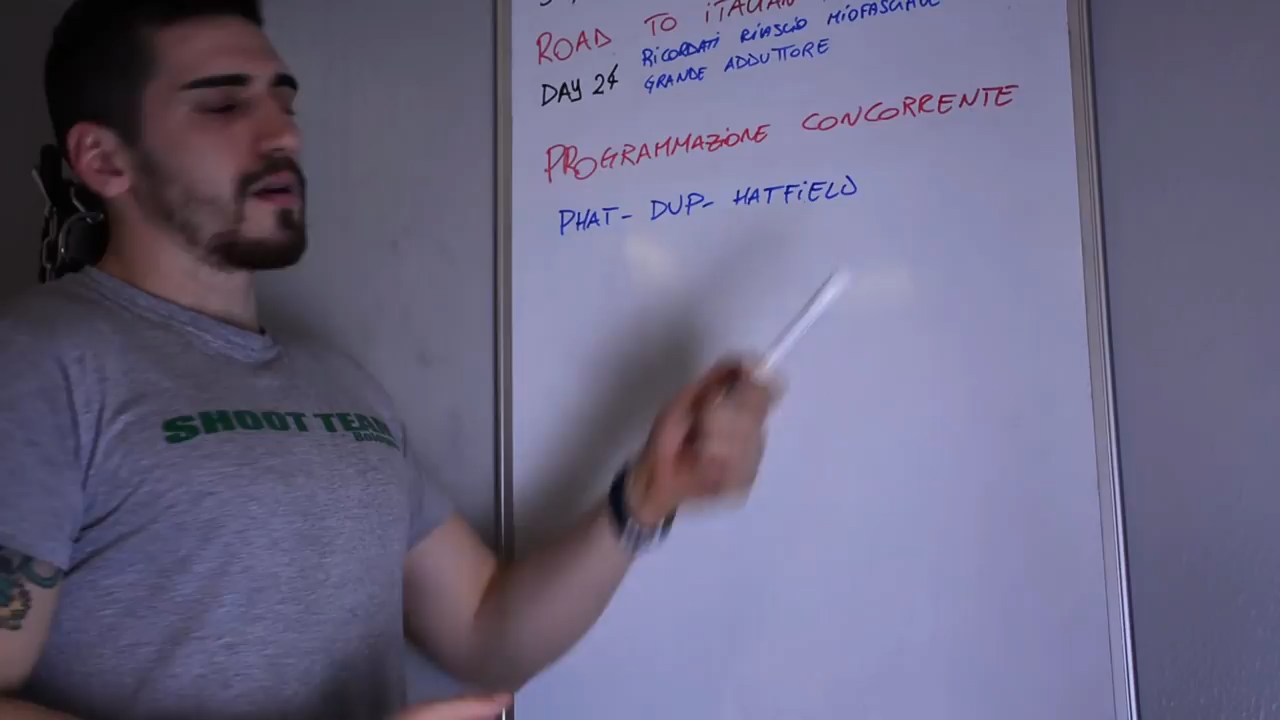 ROAD TO ITALIAN
RICORDATI RILASCIO MIOFASCIALE
DAY 24 GRANDE ADDUTTORE
PROGRAMMAZIONE CONCORRENTE
PHAT- DUP- HATFIELD
SHOOT TEAM